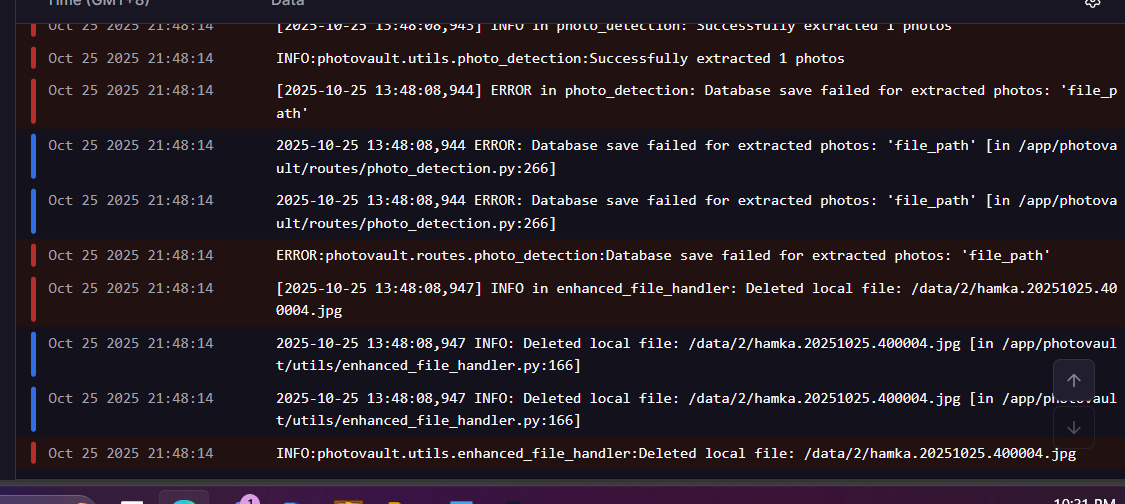 Time (GMT+8) Data
Oct 25 2025 21:48:14 [2025-10-25 13:48:08,943] INFO in photo_detection: Successfully extracted 1 photos
Oct 25 2025 21:48:14 INFO:photovault.utils.photo_detection:Successfully extracted 1 photos
Oct 25 2025 21:48:14 [2025-10-25 13:48:08,944] ERROR in photo_detection: Database save failed for extracted photos: 'file_p
ath'
Oct 25 2025 21:48:14 2025-10-25 13:48:08,944 ERROR: Database save failed for extracted photos: 'file_path' [in /app/photova
ult/routes/photo_detection.py:266]
Oct 25 2025 21:48:14 2025-10-25 13:48:08,944 ERROR: Database save failed for extracted photos: 'file_path' [in /app/photova
ult/routes/photo_detection.py:266]
Oct 25 2025 21:48:14 ERROR:photovault.routes.photo_detection:Database save failed for extracted photos: 'file_path'
Oct 25 2025 21:48:14 [2025-10-25 13:48:08,947] INFO in enhanced_file_handler: Deleted local file: /data/2/hamka.20251025.40
0004.jpg
Oct 25 2025 21:48:14 2025-10-25 13:48:08,947 INFO: Deleted local file: /data/2/hamka.20251025.400004.jpg [in /app/photovaul
t/utils/enhanced_file_handler.py:166]
Oct 25 2025 21:48:14 2025-10-25 13:48:08,947 INFO: Deleted local file: /data/2/hamka.20251025.400004.jpg [in /app/photovaul
t/utils/enhanced_file_handler.py:166]
Oct 25 2025 21:48:14 INFO:photovault.utils.enhanced_file_handler:Deleted local file: /data/2/hamka.20251025.400004.jpg
1
10:31 PM